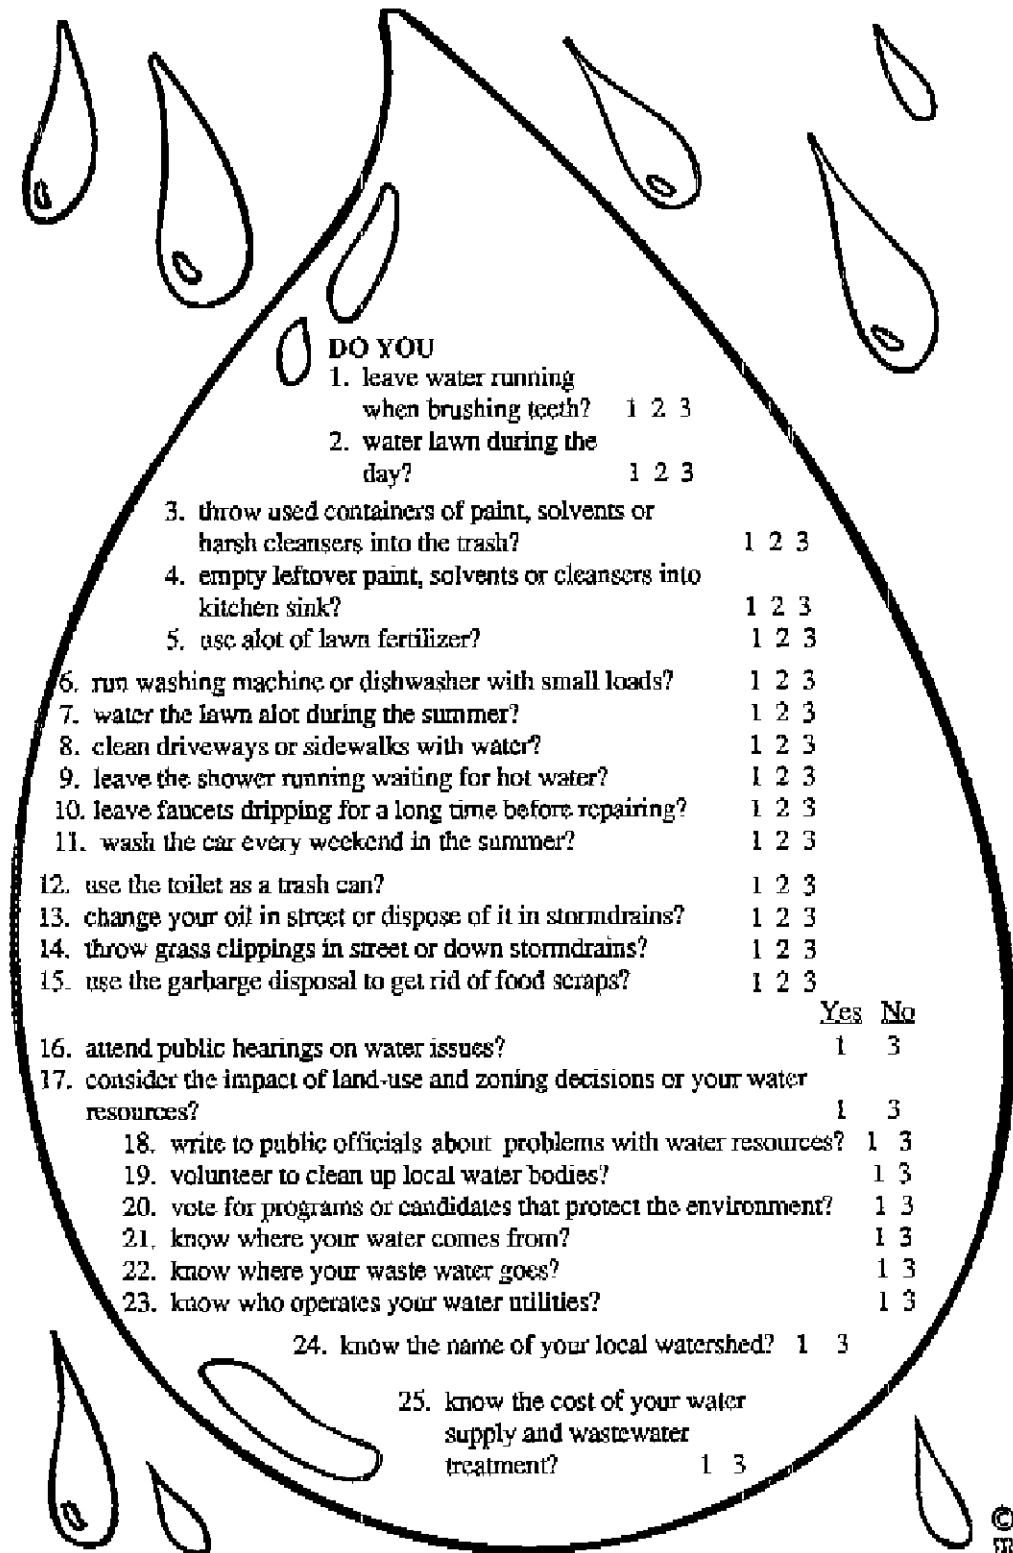 DO YOU
1. leave water running
when brushing teeth? 1 2 3
2. water lawn during the
day? 1 2 3
3. throw used containers of paint, solvents or
harsh cleansers into the trash? 1 2 3
4. empty leftover paint, solvents or cleansers into
kitchen sink? 1 2 3
5. use alot of lawn fertilizer? 1 2 3
6. run washing machine or dishwasher with small loads? 1 2 3
7. water the lawn alot during the summer? 1 2 3
8. clean driveways or sidewalks with water? 1 2 3
9. leave the shower running waiting for hot water? 1 2 3
10. leave faucets dripping for a long time before repairing? 1 2 3
11. wash the car every weekend in the summer? 1 2 3
12. use the toilet as a trash can? 1 2 3
13. change your oil in street or dispose of it in stormdrains? 1 2 3
14. throw grass clippings in street or down stormdrains? 1 2 3
15. use the garbarge disposal to get rid of food scraps? 1 2 3
Yes No
16. attend public hearings on water issues? 1 3
17. consider the impact of land-use and zoning decisions or your water
resources? 1 3
18. write to public officials about problems with water resources? 1 3
19. volunteer to clean up local water bodies? 1 3
20. vote for programs or candidates that protect the environment? 1 3
21. know where your water comes from? 1 3
22. know where your waste water goes? 1 3
23. know who operates your water utilities? 1 3
24. know the name of your local watershed? 1 3
25. know the cost of your water
supply and wastewater
treatment? 1 3
©